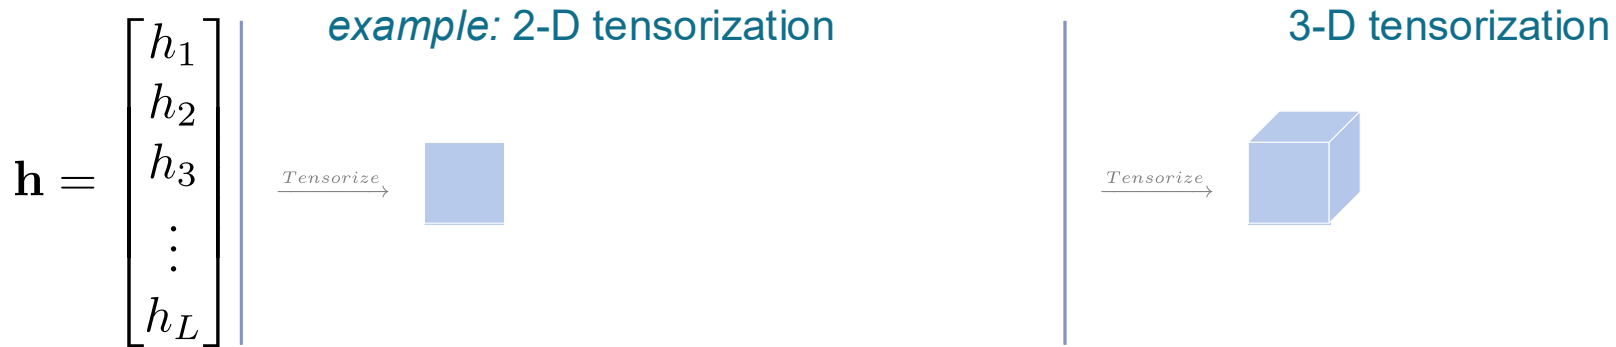 example: 2-D tensorization
3-D tensorization
h =
h1
h2
h3
⋮
hL
Tensorize
Tensorize